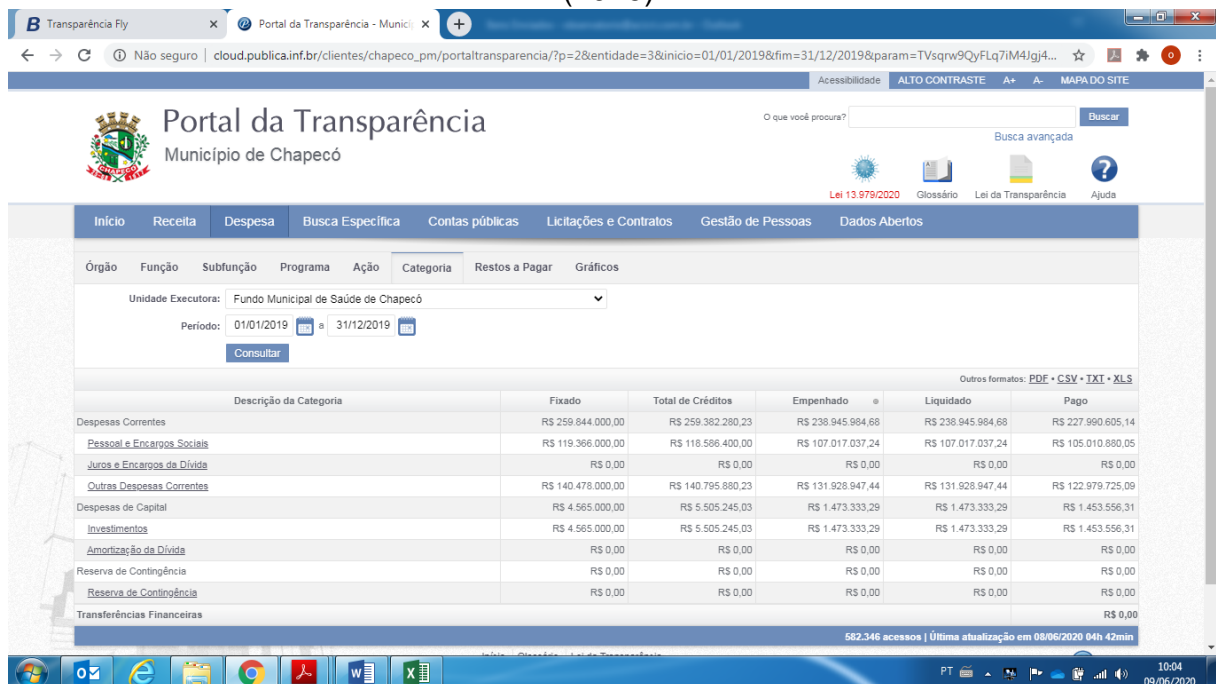 Transparência Fly
Portal da Transparência - Municíp
Não seguro | cloud.publica.inf.br/clientes/chapeco_pm/portaltransparencia/?p=2&entidade=3&inicio=01/01/2019&fim=31/12/2019&param=TVsqrw9QyFLq7iM4Jgj4...
Acessibilidade ALTO CONTRASTE A+ A- MAPA DO SITE
Portal da Transparência
Município de Chapecó
CHAPECÓ
O que você procura? Buscar
Busca avançada
Lei 13.979/2020 Glossário Lei da Transparência Ajuda
Início Receita Despesa Busca Específica Contas públicas Licitações e Contratos Gestão de Pessoas Dados Abertos
Órgão Função Subfunção Programa Ação Categoria Restos a Pagar Gráficos
Unidade Executora: Fundo Municipal de Saúde de Chapecó
Período: 01/01/2019 a 31/12/2019
Consultar
Outros formatos: PDF • CSV • TXT • XLS
Descrição da Categoria Fixado Total de Créditos Empenhado Liquidado Pago
Despesas Correntes R$ 259.844.000,00 R$ 259.382.280,23 R$ 238.945.984,68 R$ 238.945.984,68 R$ 227.990.605,14
Pessoal e Encargos Sociais R$ 119.366.000,00 R$ 118.586.400,00 R$ 107.017.037,24 R$ 107.017.037,24 R$ 105.010.880,05
Juros e Encargos da Dívida R$ 0,00 R$ 0,00 R$ 0,00 R$ 0,00 R$ 0,00
Outras Despesas Correntes R$ 140.478.000,00 R$ 140.795.880,23 R$ 131.928.947,44 R$ 131.928.947,44 R$ 122.979.725,09
Despesas de Capital R$ 4.565.000,00 R$ 5.505.245,03 R$ 1.473.333,29 R$ 1.473.333,29 R$ 1.453.556,31
Investimentos R$ 4.565.000,00 R$ 5.505.245,03 R$ 1.473.333,29 R$ 1.473.333,29 R$ 1.453.556,31
Amortização da Dívida R$ 0,00 R$ 0,00 R$ 0,00 R$ 0,00 R$ 0,00
Reserva de Contingência R$ 0,00 R$ 0,00 R$ 0,00 R$ 0,00 R$ 0,00
Reserva de Contingência R$ 0,00 R$ 0,00 R$ 0,00 R$ 0,00 R$ 0,00
Transferências Financeiras R$ 0,00
582.346 acessos | Última atualização em 08/06/2020 04h 42min
PT 10:04
09/06/2020